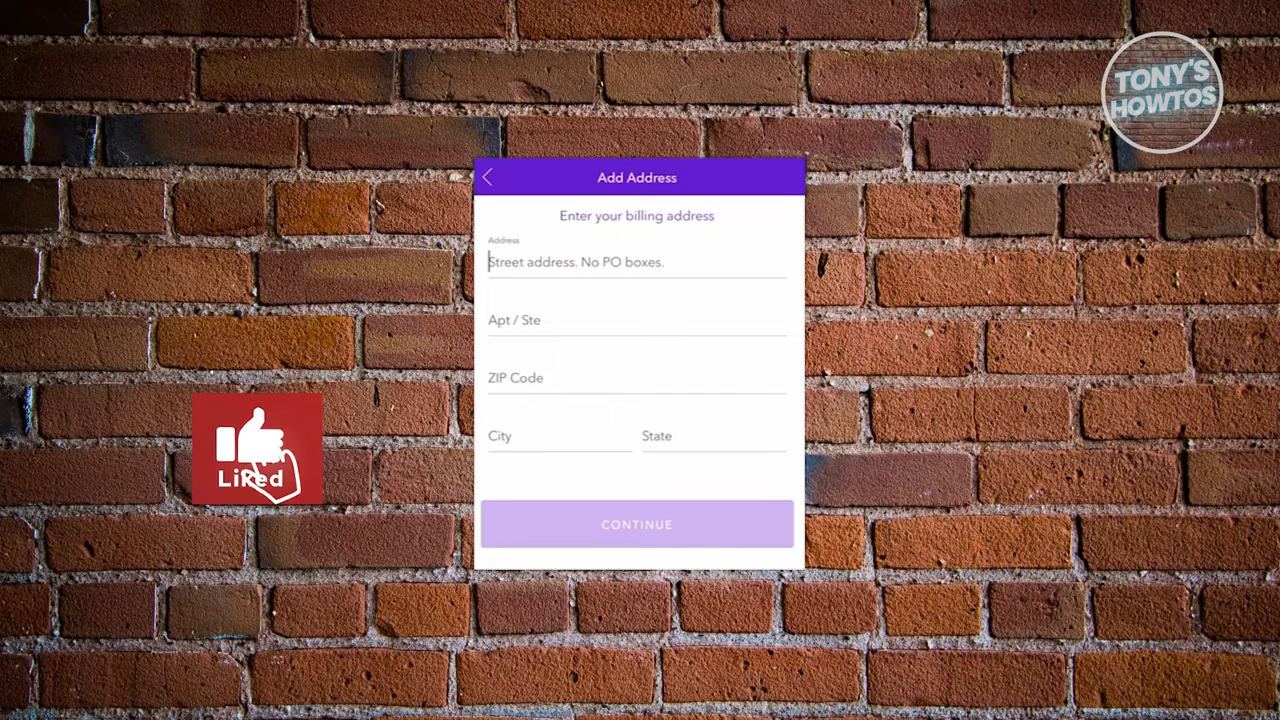 TONY'S
HOWTOS
Add Address
Enter your billing address
Address
Street address. No PO boxes.
Apt / Ste
ZIP Code
City
State
Liked
CONTINUE